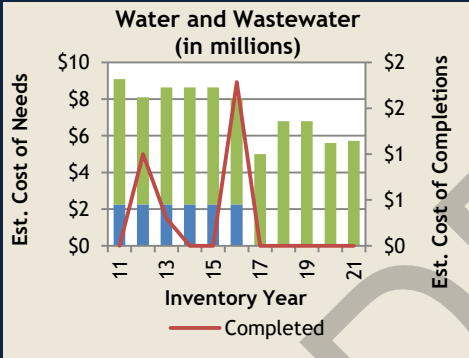 Water and Wastewater
(in millions)
Est. Cost of Needs
$10
$8
$6
$4
$2
$0
$2
$2
$1
$1
$0
Est. Cost of Completions
11
13
15
17
19
21
Inventory Year
Completed